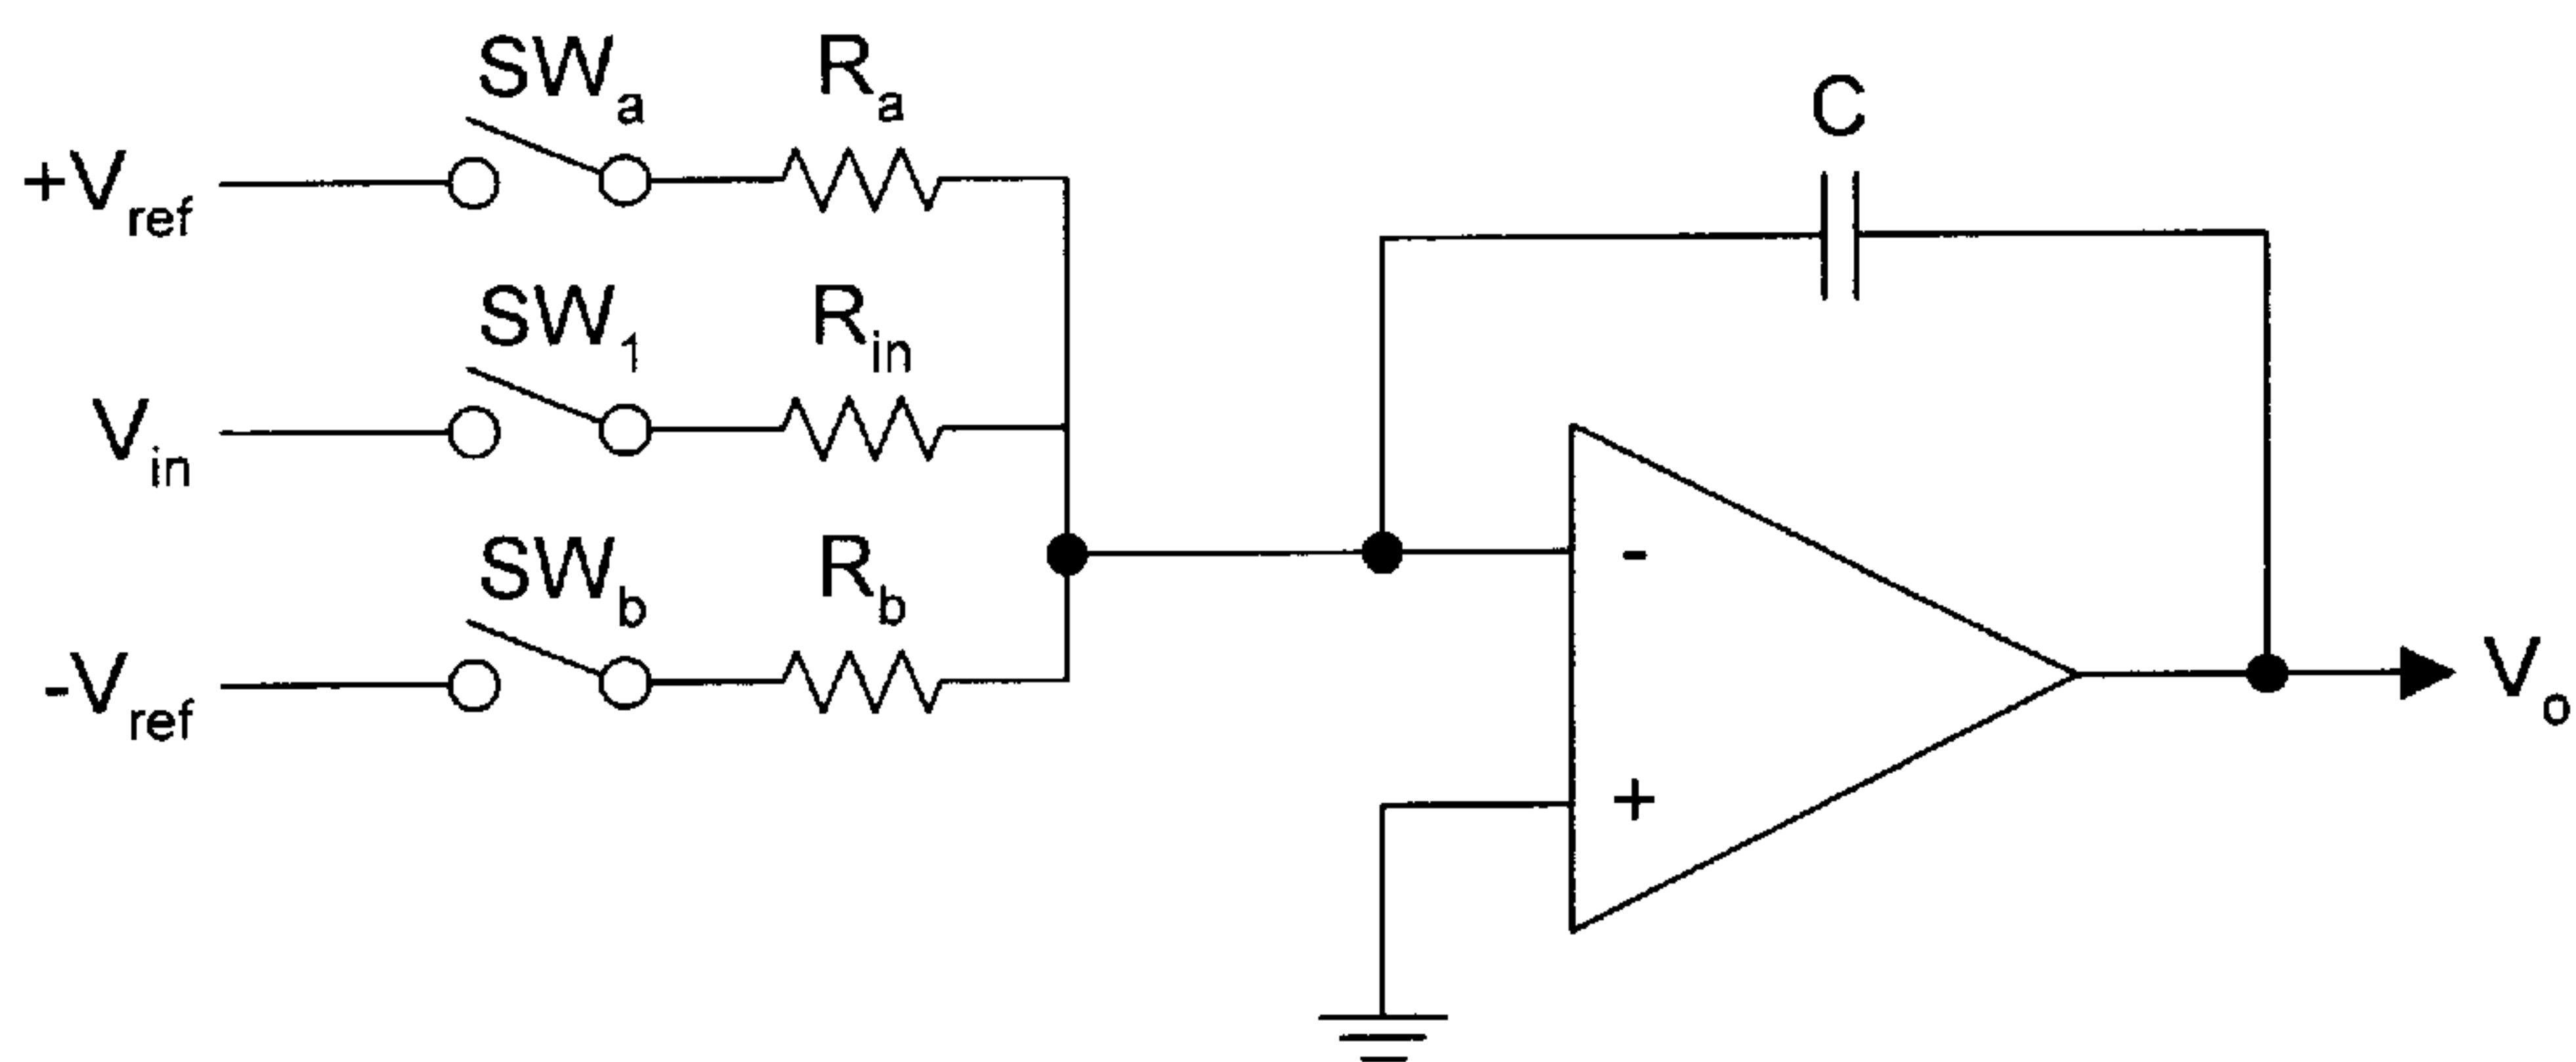 SWa Ra
+Vref
C
SW1 Rin
Vin
SWb Rb
-Vref
-
+
Vo